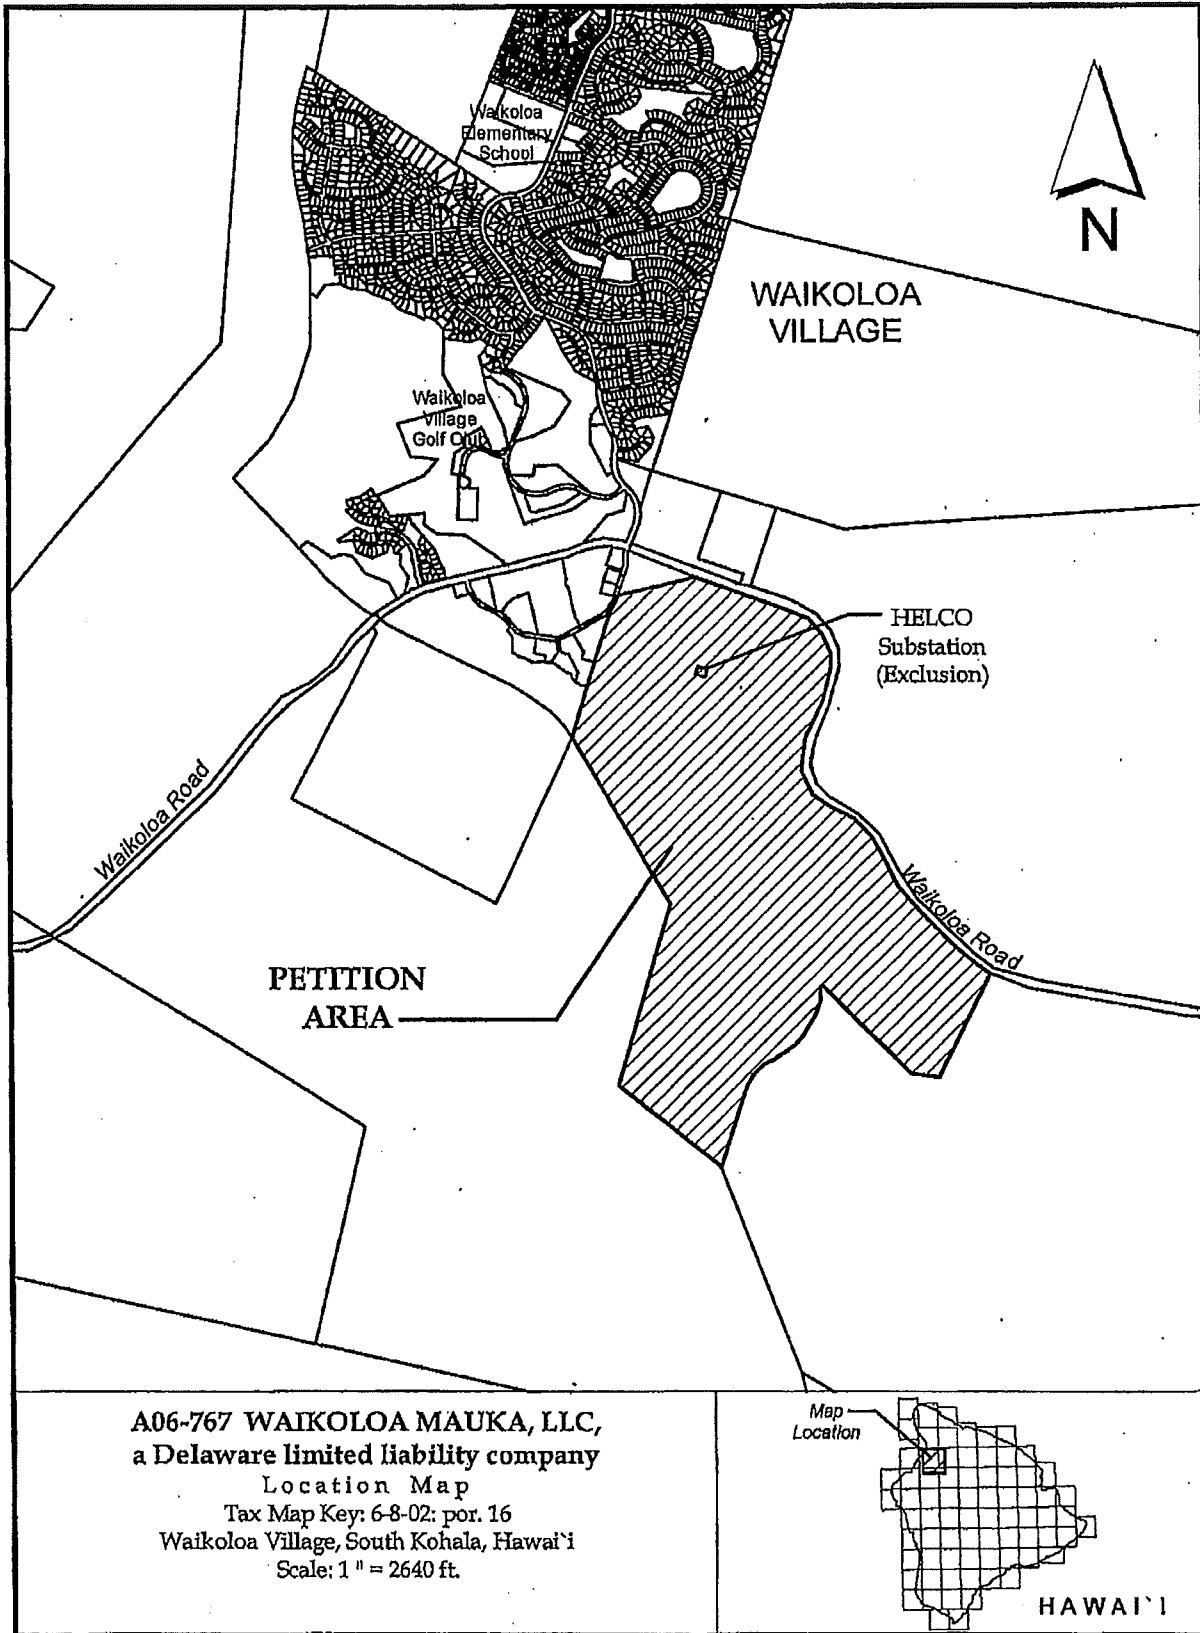 Waikoloa
Elementary
School
N
WAIKOLOA
VILLAGE
Waikoloa
Village
Golf Club
HELCO
Substation
(Exclusion)
Waikoloa Road
Waikoloa Road
PETITION
AREA
A06-767 WAIKOLOA MAUKA, LLC,
a Delaware limited liability company
Location Map
Tax Map Key: 6-8-02: por. 16
Waikoloa Village, South Kohala, Hawai`i
Scale: 1 " = 2640 ft.
Map
Location
HAWAI`I